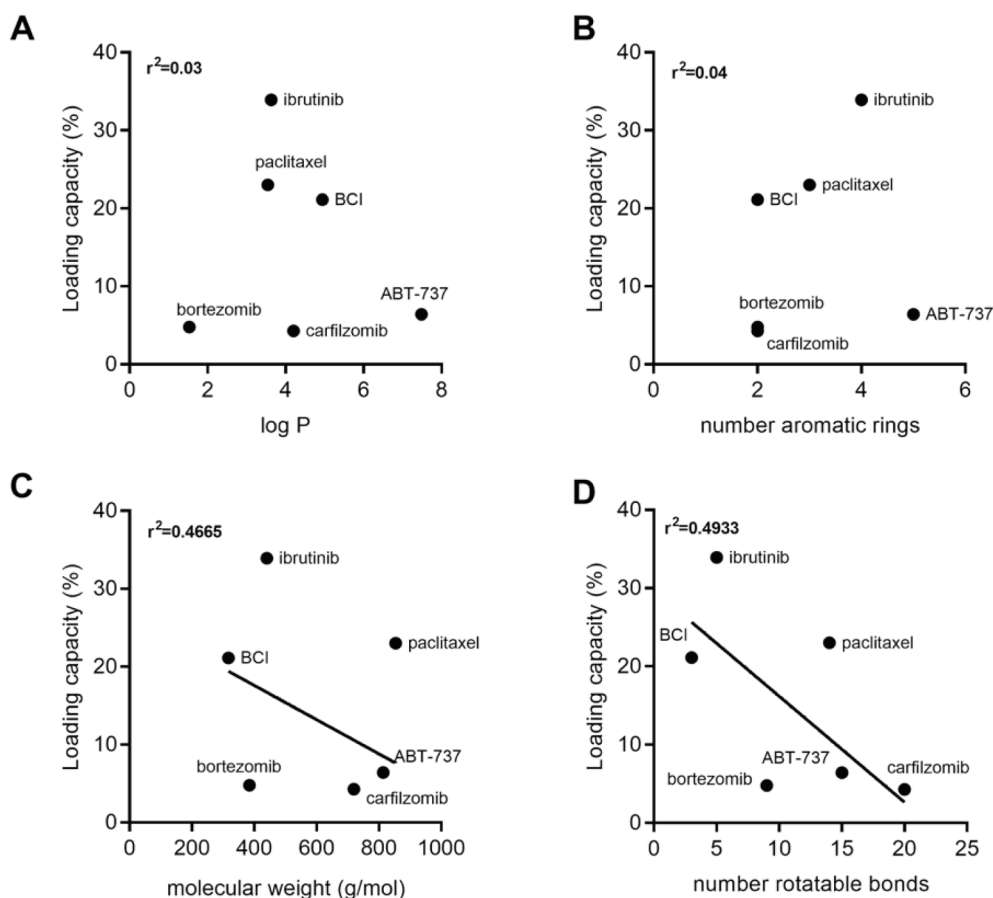 A
r²=0.03
Loading capacity (%)
40
30
20
10
0
ibrutinib
paclitaxel
BCI
ABT-737
bortezomib
carfilzomib
0 2 4 6 8
log P
B
r²=0.04
Loading capacity (%)
40
30
20
10
0
ibrutinib
paclitaxel
BCI
bortezomib
ABT-737
carfilzomib
0 2 4 6
number aromatic rings
C
r²=0.4665
Loading capacity (%)
40
30
20
10
0
ibrutinib
paclitaxel
BCI
ABT-737
bortezomib
carfilzomib
0 200 400 600 800 1000
molecular weight (g/mol)
D
r²=0.4933
Loading capacity (%)
40
30
20
10
0
ibrutinib
BCI
paclitaxel
ABT-737
carfilzomib
bortezomib
0 5 10 15 20 25
number rotatable bonds